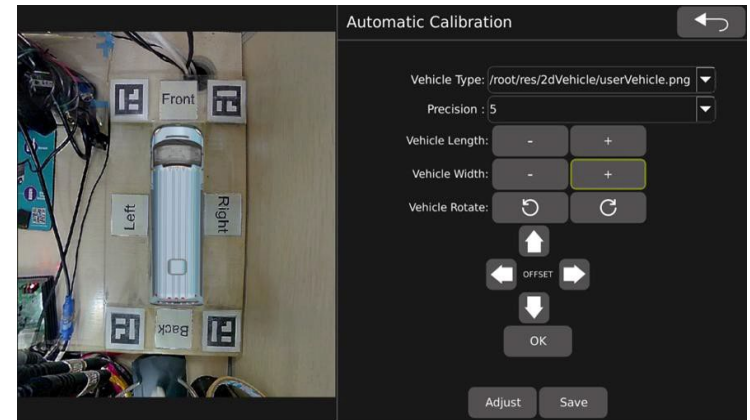 Automatic Calibration
Vehicle Type: /root/res/2dVehicle/userVehicle.png
Precision : 5
Vehicle Length: - +
Vehicle Width: - +
Vehicle Rotate:
OFFSET
OK
Adjust Save
Front
Left
Right
Back